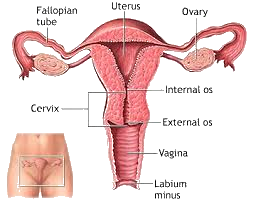 Fallopian
tube
Uterus
Ovary
Internal os
Cervix
External os
Vagina
Labium
minus